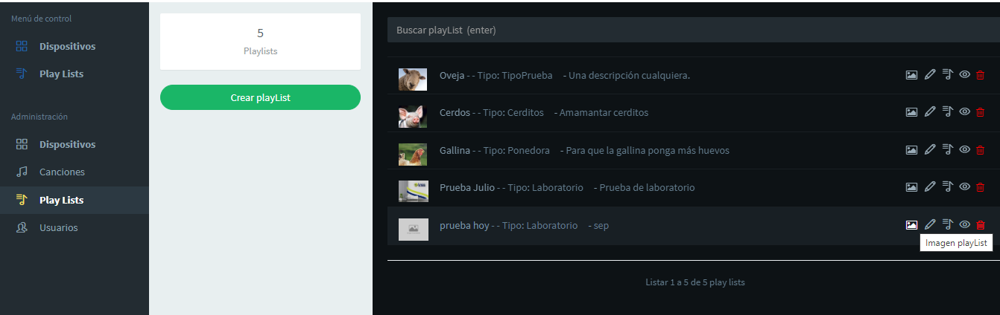 Menú de control
Dispositivos
Play Lists
Administración
Dispositivos
Canciones
Play Lists
Usuarios
5
Playlists
Crear playList
Buscar playList (enter)
Oveja - - Tipo: TipoPrueba - Una descripción cualquiera.
Cerdos - - Tipo: Cerditos - Amamantar cerditos
Gallina - - Tipo: Ponedora - Para que la gallina ponga más huevos
Prueba Julio - - Tipo: Laboratorio - Prueba de laboratorio
prueba hoy - - Tipo: Laboratorio - sep
Imagen playList
Listar 1 a 5 de 5 play lists